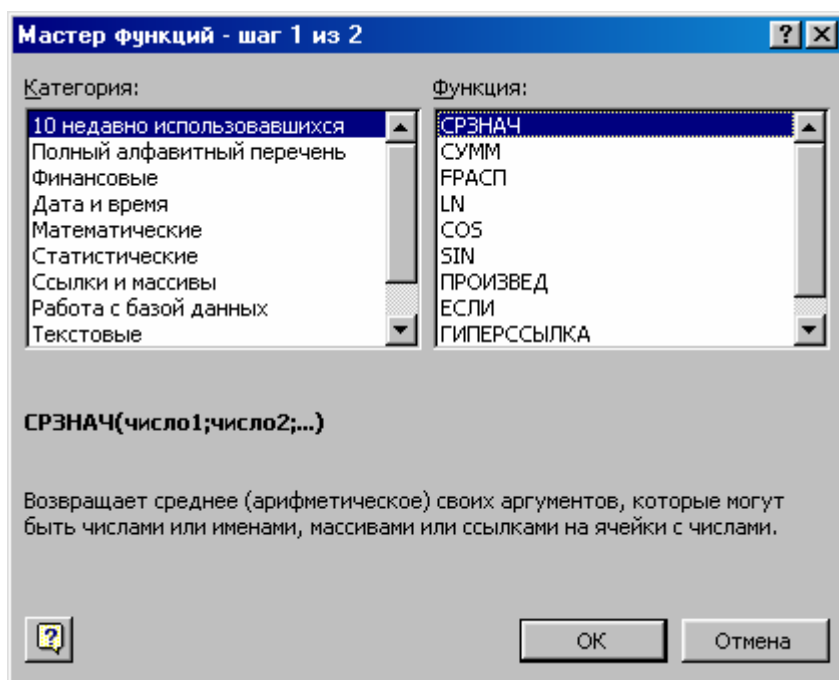 Мастер функций - шаг 1 из 2
Категория:
10 недавно использовавшихся
Полный алфавитный перечень
Финансовые
Дата и время
Математические
Статистические
Ссылки и массивы
Работа с базой данных
Текстовые
Функция:
СРЗНАЧ
СУММ
FРАСП
LN
COS
SIN
ПРОИЗВЕД
ЕСЛИ
ГИПЕРССЫЛКА
СРЗНАЧ(число1;число2;...)
Возвращает среднее (арифметическое) своих аргументов, которые могут
быть числами или именами, массивами или ссылками на ячейки с числами.
OK
Отмена